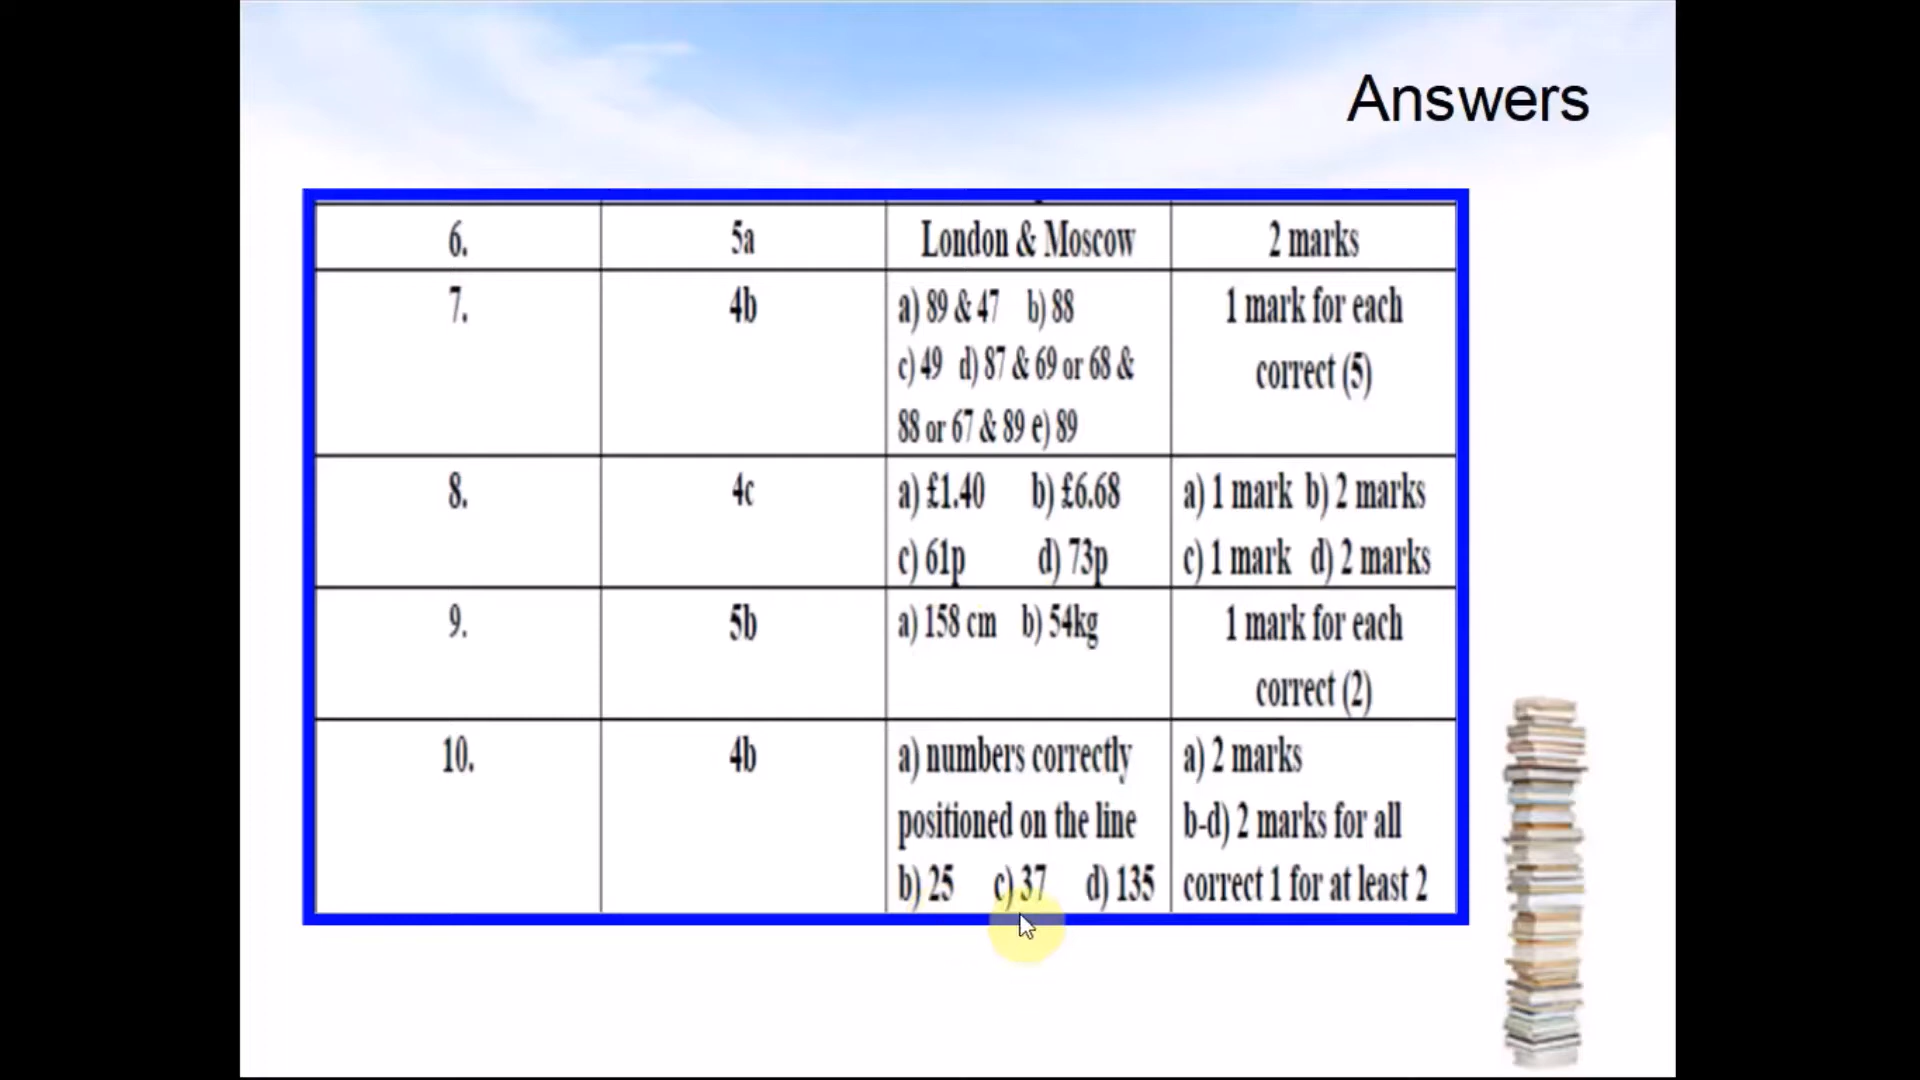 Answers
6. 5a London & Moscow 2 marks
7. 4b a) 89 & 47 b) 88 1 mark for each
c) 49 d) 87 & 69 or 68 & correct (5)
88 or 67 & 89 e) 89
8. 4c a) £1.40 b) £6.68 a) 1 mark b) 2 marks
c) 61p d) 73p c) 1 mark d) 2 marks
9. 5b a) 158 cm b) 54kg 1 mark for each
correct (2)
10. 4b a) numbers correctly a) 2 marks
positioned on the line b-d) 2 marks for all
b) 25 c) 37 d) 135 correct 1 for at least 2